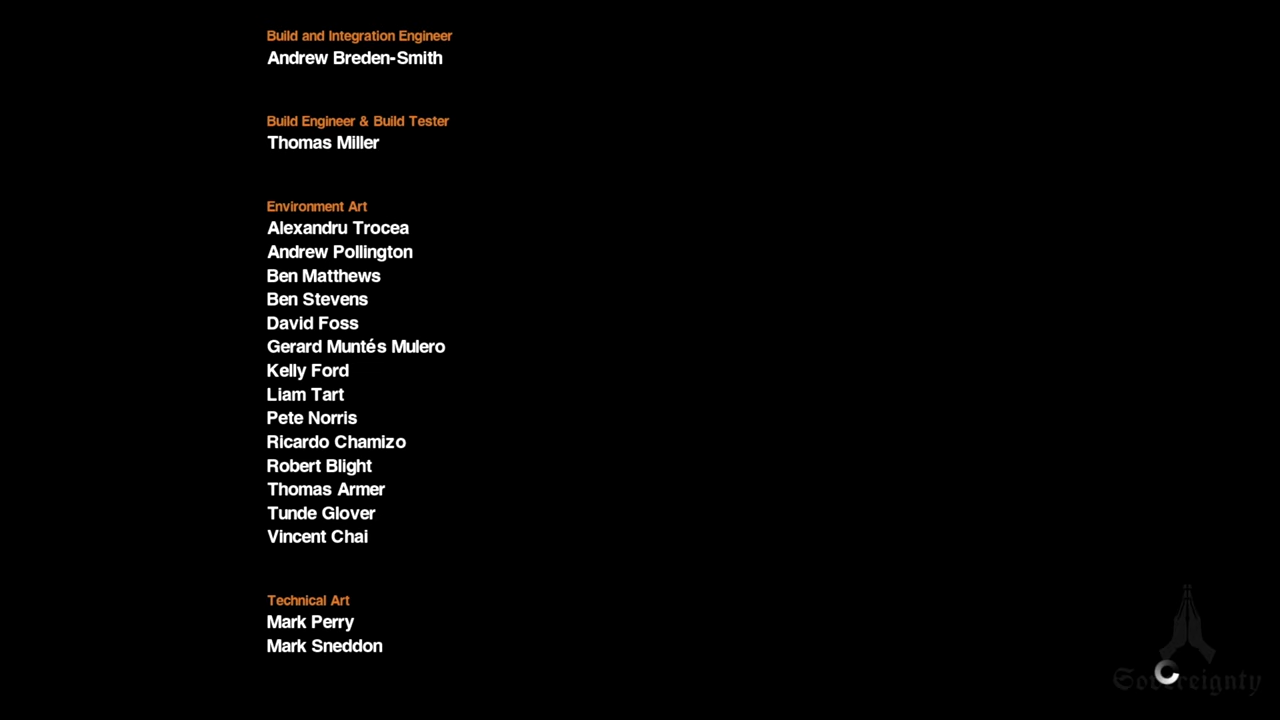 Build and Integration Engineer
Andrew Breden-Smith
Build Engineer & Build Tester
Thomas Miller
Environment Art
Alexandru Trocea
Andrew Pollington
Ben Matthews
Ben Stevens
David Foss
Gerard Muntés Mulero
Kelly Ford
Liam Tart
Pete Norris
Ricardo Chamizo
Robert Blight
Thomas Armer
Tunde Glover
Vincent Chai
Technical Art
Mark Perry
Mark Sneddon
Sovereignty